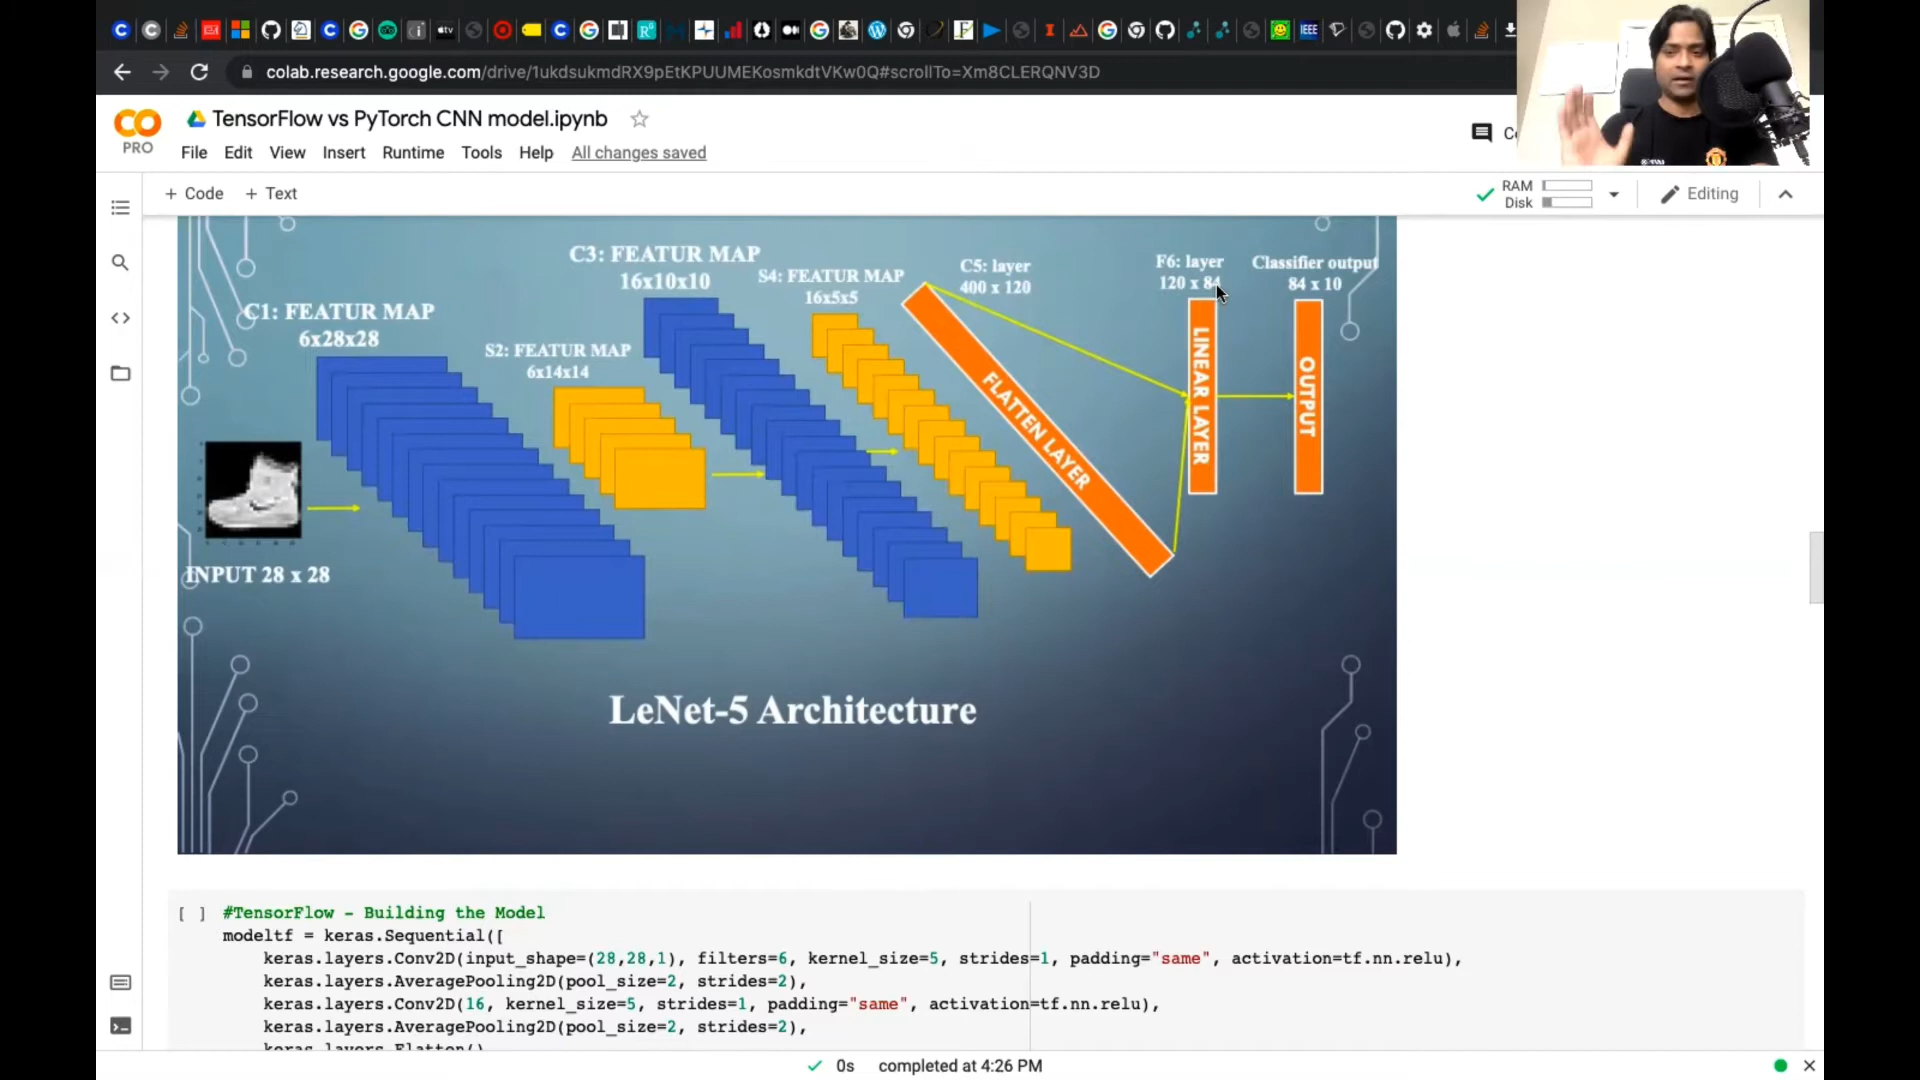 colab.research.google.com/drive/1ukdsukmdRX9pEtKPUUMEKosmkdtVKw0Q#scrollTo=Xm8CLERQNV3D
TensorFlow vs PyTorch CNN model.ipynb
PRO
File Edit View Insert Runtime Tools Help All changes saved
+ Code + Text
RAM
Disk
Editing
C1: FEATUR MAP
6x28x28
S2: FEATUR MAP
6x14x14
C3: FEATUR MAP
16x10x10
S4: FEATUR MAP
16x5x5
C5: layer
400 x 120
F6: layer
120 x 84
Classifier output
84 x 10
FLATTEN LAYER
LINEAR LAYER
OUTPUT
INPUT 28 x 28
LeNet-5 Architecture
[ ] #TensorFlow - Building the Model
modeltf = keras.Sequential([
keras.layers.Conv2D(input_shape=(28,28,1), filters=6, kernel_size=5, strides=1, padding="same", activation=tf.nn.relu),
keras.layers.AveragePooling2D(pool_size=2, strides=2),
keras.layers.Conv2D(16, kernel_size=5, strides=1, padding="same", activation=tf.nn.relu),
keras.layers.AveragePooling2D(pool_size=2, strides=2),
keras.layers.Flatten(),
0s completed at 4:26 PM